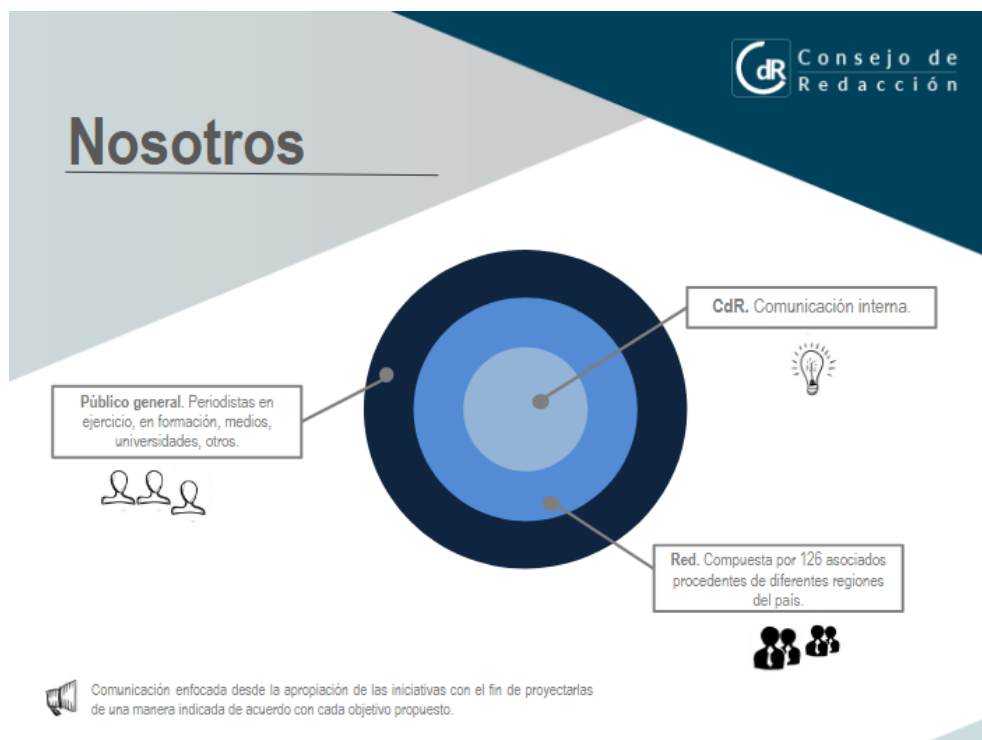 CdR Consejo de
Redacción
Nosotros
CdR. Comunicación interna.
Público general. Periodistas en
ejercicio, en formación, medios,
universidades, otros.
Red. Compuesta por 126 asociados
procedentes de diferentes regiones
del país.
Comunicación enfocada desde la apropiación de las iniciativas con el fin de proyectarlas
de una manera indicada de acuerdo con cada objetivo propuesto.